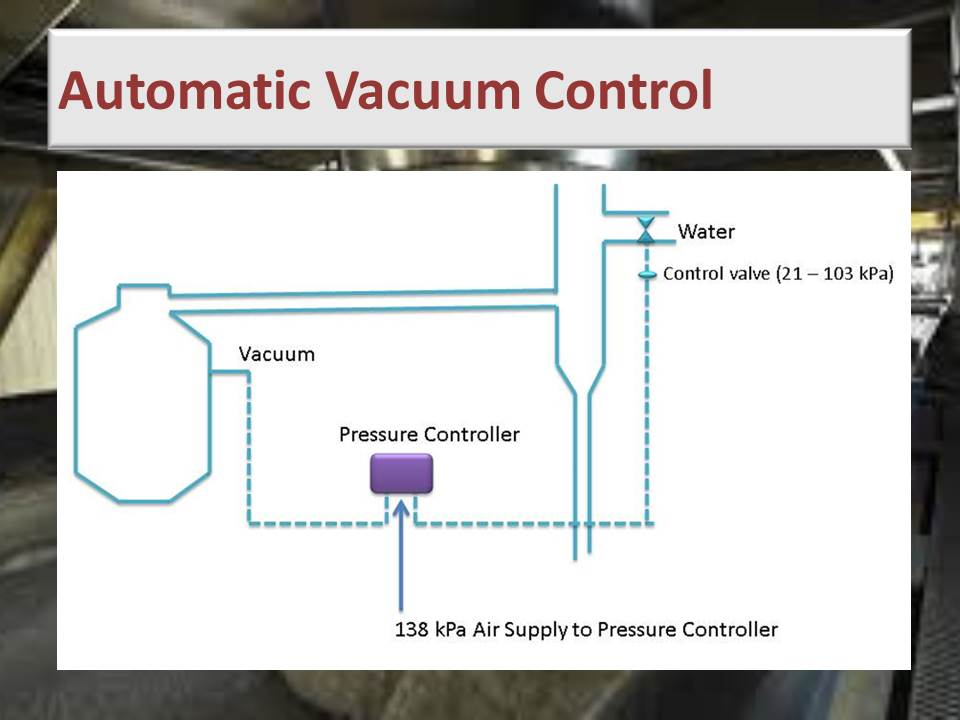 Automatic Vacuum Control
Water
Control valve (21 – 103 kPa)
Vacuum
Pressure Controller
138 kPa Air Supply to Pressure Controller